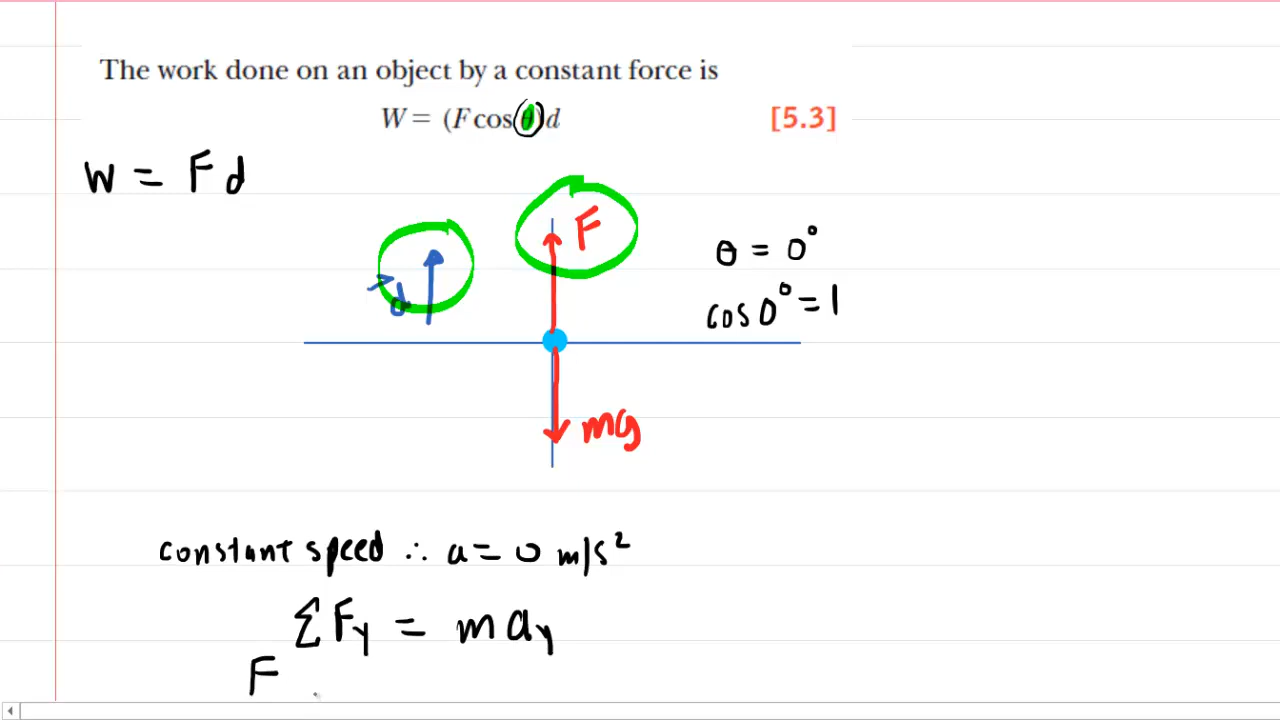 The work done on an object by a constant force is
W = (F cos θ)d [5.3]
W = Fd
F
θ = 0°
d
cos 0° = 1
mg
constant speed ∴ a = 0 m/s²
ΣFy = may
F